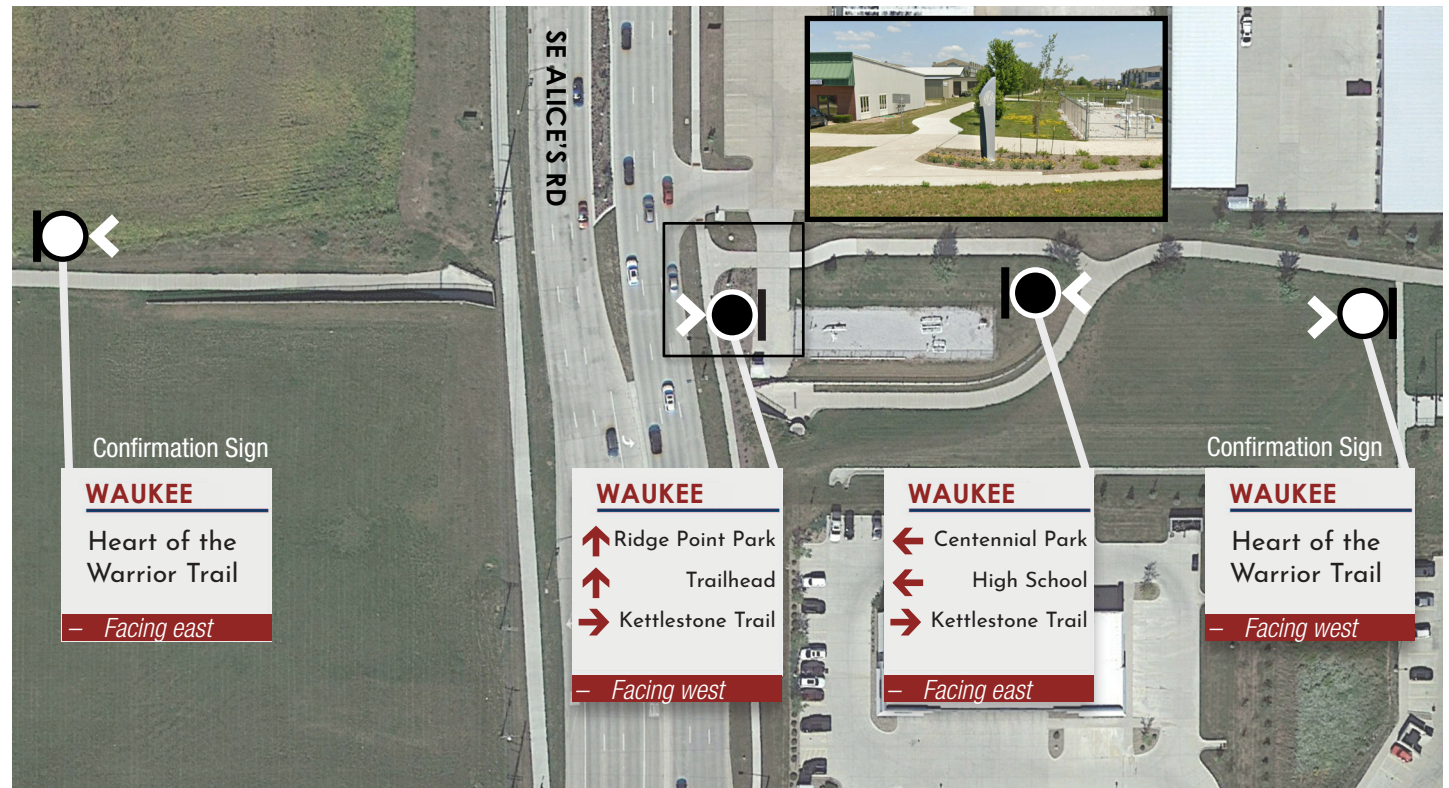 SE ALICE'S RD
Confirmation Sign
WAUKEE
Heart of the
Warrior Trail
– Facing east
WAUKEE
Ridge Point Park
Trailhead
Kettlestone Trail
– Facing west
WAUKEE
Centennial Park
High School
Kettlestone Trail
– Facing east
Confirmation Sign
WAUKEE
Heart of the
Warrior Trail
– Facing west